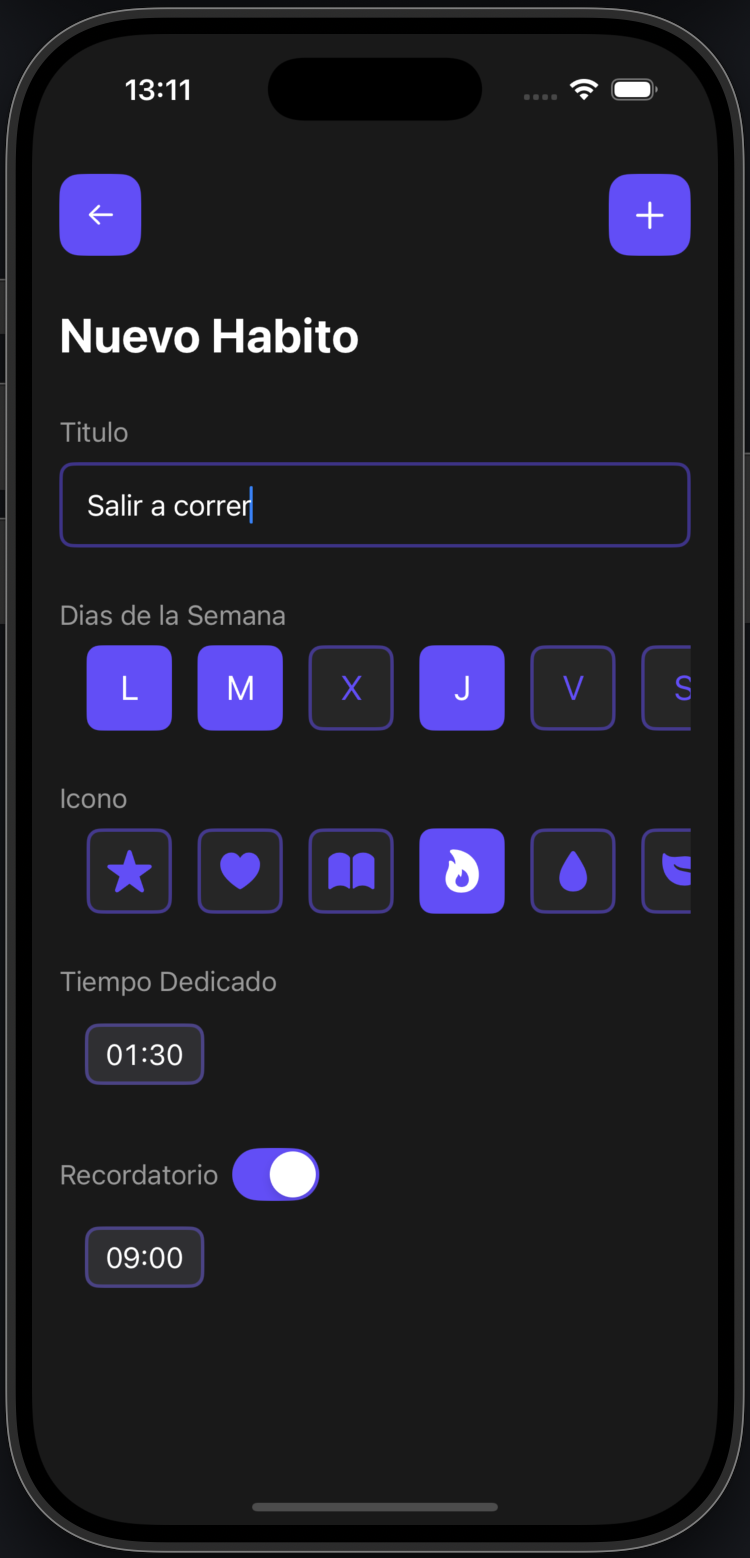 13:11
Nuevo Habito
Titulo
Salir a correr
Dias de la Semana
L M X J V S
Icono
Tiempo Dedicado
01:30
Recordatorio
09:00